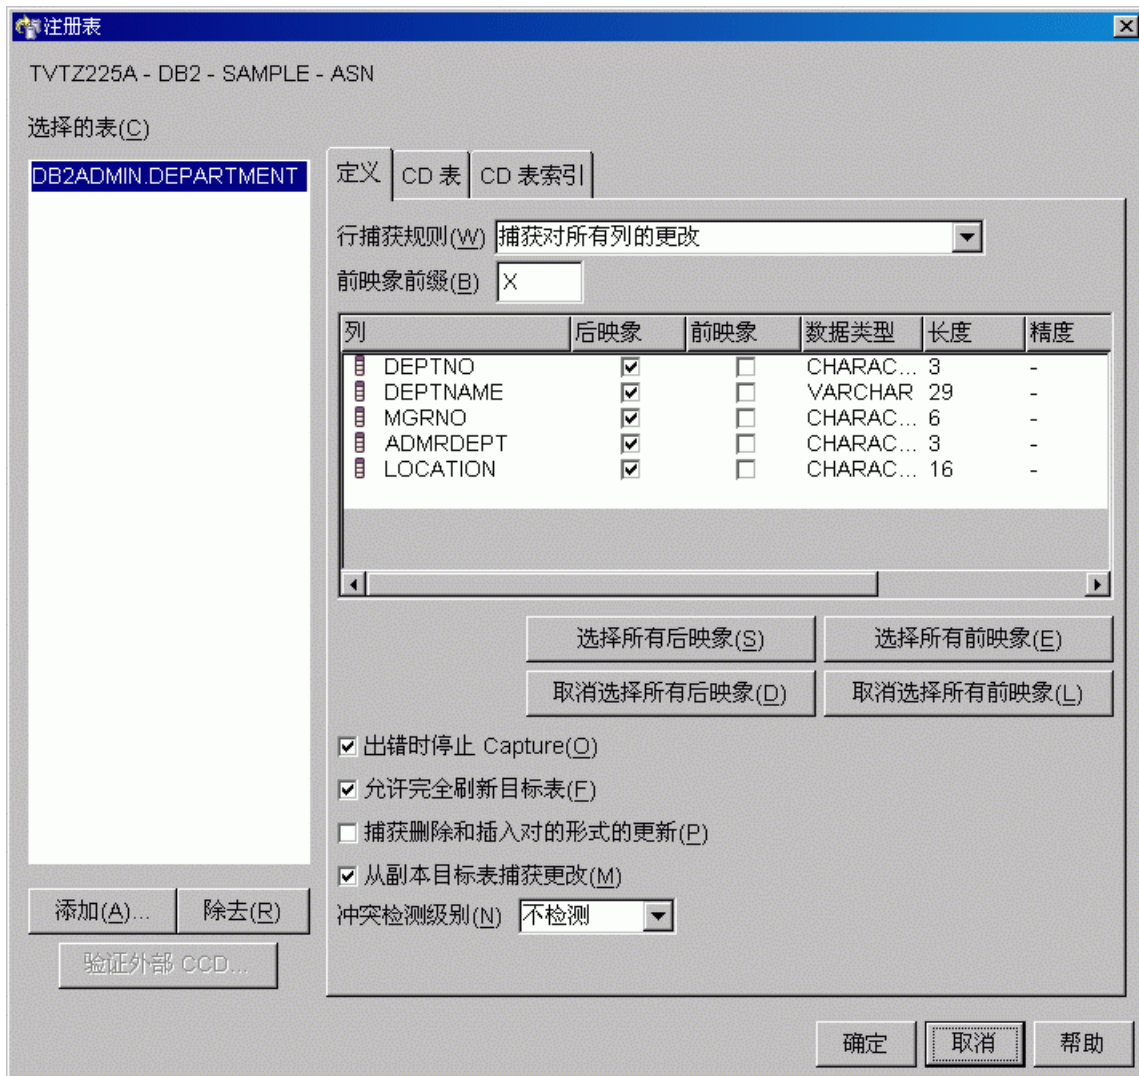 注册表
TVTZ225A - DB2 - SAMPLE - ASN
选择的表(C)
DB2ADMIN.DEPARTMENT
定义 CD 表 CD 表索引
行捕获规则(W) 捕获对所有列的更改
前映象前缀(B) X
列 后映象 前映象 数据类型 长度 精度
DEPTNO CHARAC... 3 -
DEPTNAME VARCHAR 29 -
MGRNO CHARAC... 6 -
ADMRDEPT CHARAC... 3 -
LOCATION CHARAC... 16 -
选择所有后映象(S) 选择所有前映象(E)
取消选择所有后映象(D) 取消选择所有前映象(L)
出错时停止 Capture(O)
允许完全刷新目标表(F)
捕获删除和插入对的形式的更新(P)
从副本目标表捕获更改(M)
冲突检测级别(N) 不检测
添加(A)... 除去(R)
验证外部 CCD...
确定 取消 帮助